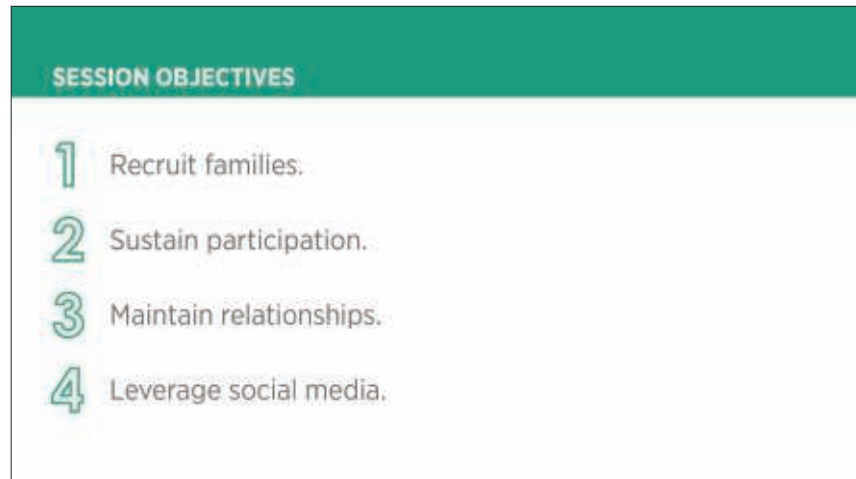 SESSION OBJECTIVES
1 Recruit families.
2 Sustain participation.
3 Maintain relationships.
4 Leverage social media.